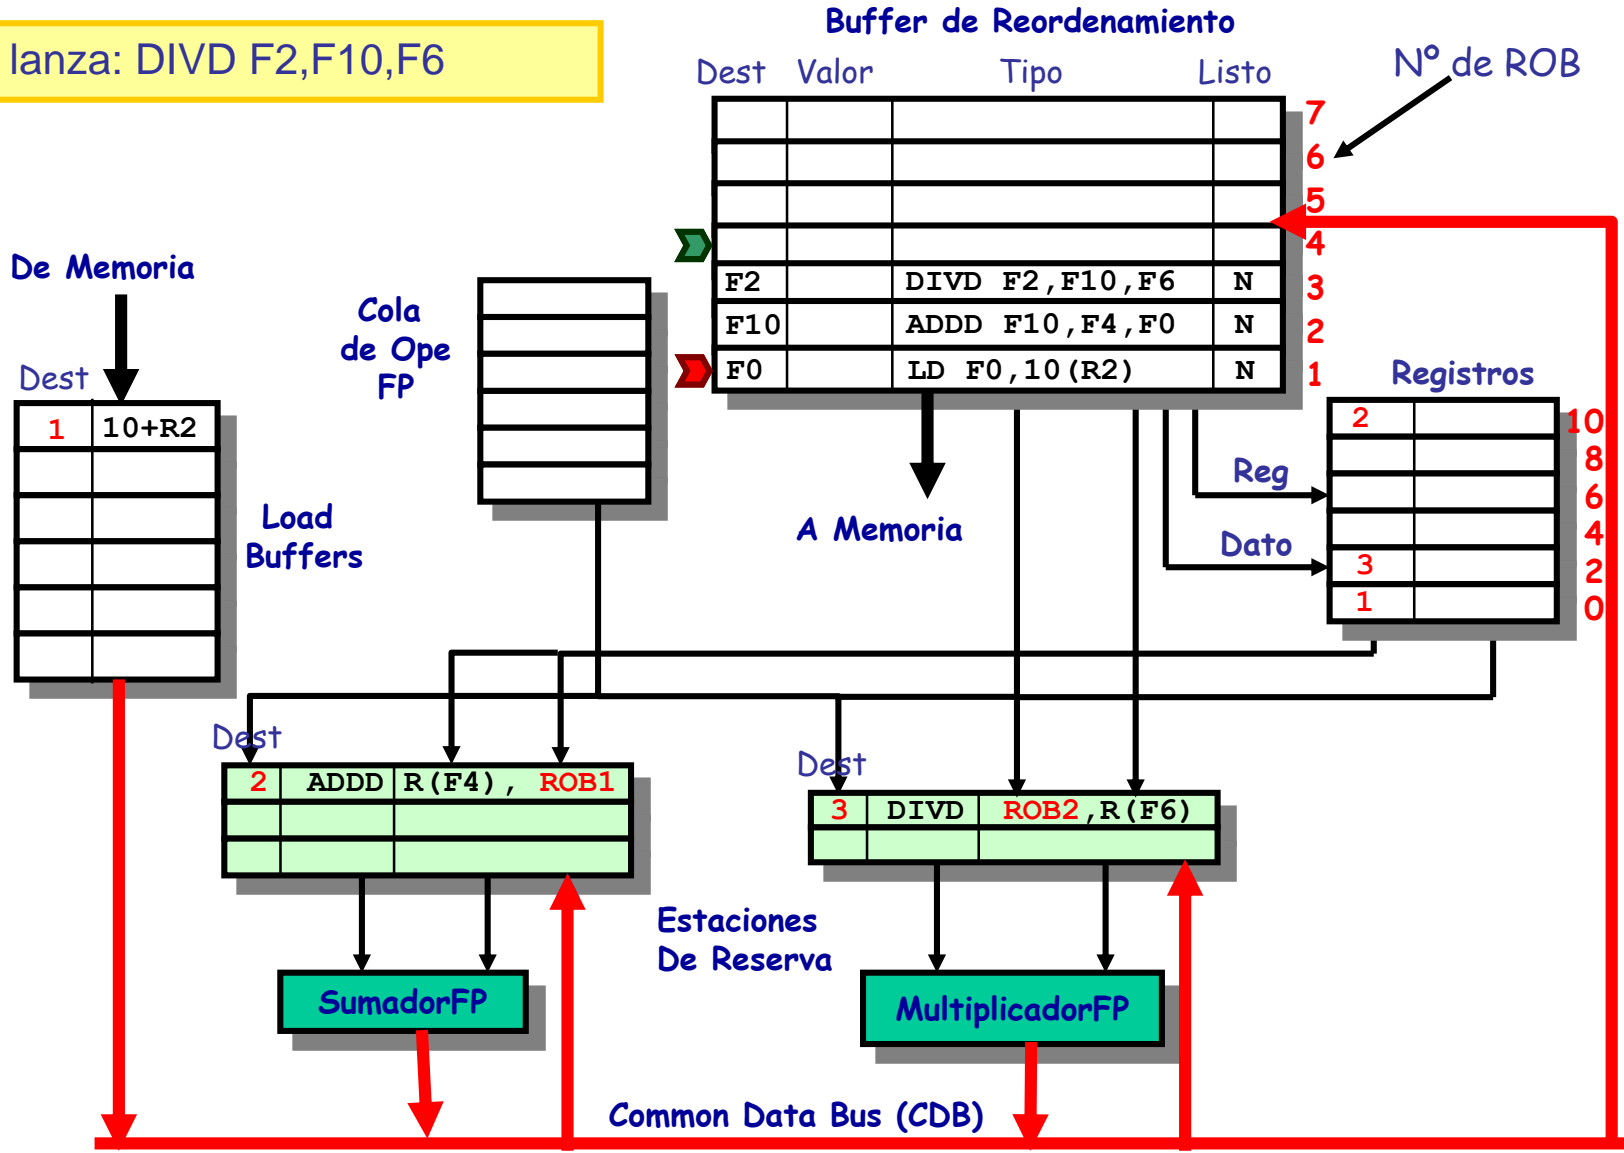 lanza: DIVD F2,F10,F6
Buffer de Reordenamiento
Dest Valor Tipo Listo
Nº de ROB
7
6
5
4
F2 DIVD F2,F10,F6 N 3
F10 ADDD F10,F4,F0 N 2
F0 LD F0,10(R2) N 1
De Memoria
Dest
1 10+R2
Load
Buffers
Cola
de Ope
FP
A Memoria
Registros
2 10
8
6
4
3 2
1 0
Reg
Dato
Dest
2 ADDD R(F4), ROB1
Dest
3 DIVD ROB2,R(F6)
Estaciones
De Reserva
SumadorFP
MultiplicadorFP
Common Data Bus (CDB)